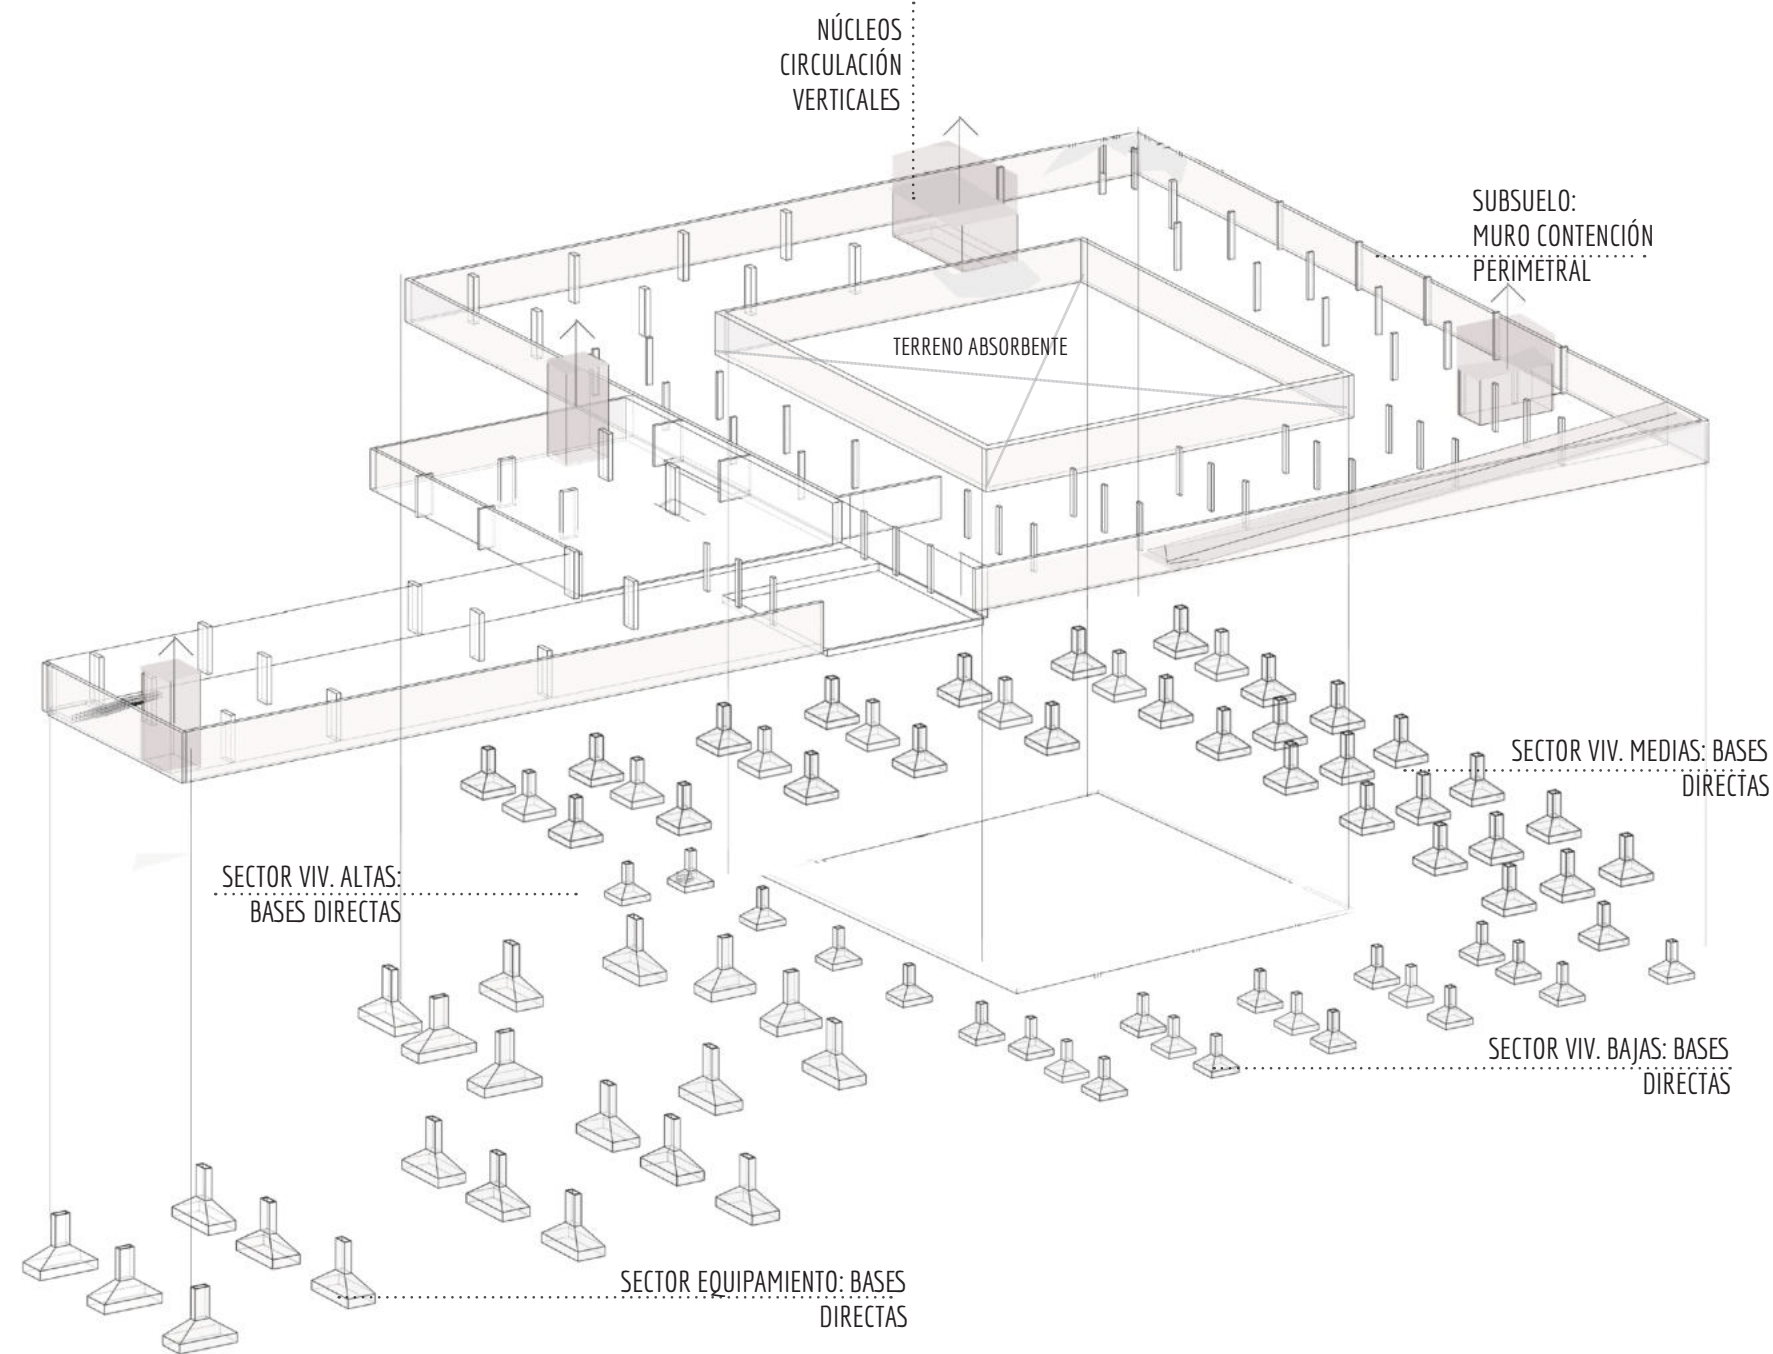 NÚCLEOS
CIRCULACIÓN
VERTICALES
SUBSUELO:
MURO CONTENCIÓN
PERIMETRAL
TERRENO ABSORBENTE
SECTOR VIV. MEDIAS: BASES
DIRECTAS
SECTOR VIV. ALTAS:
BASES DIRECTAS
SECTOR VIV. BAJAS: BASES
DIRECTAS
SECTOR EQUIPAMIENTO: BASES
DIRECTAS